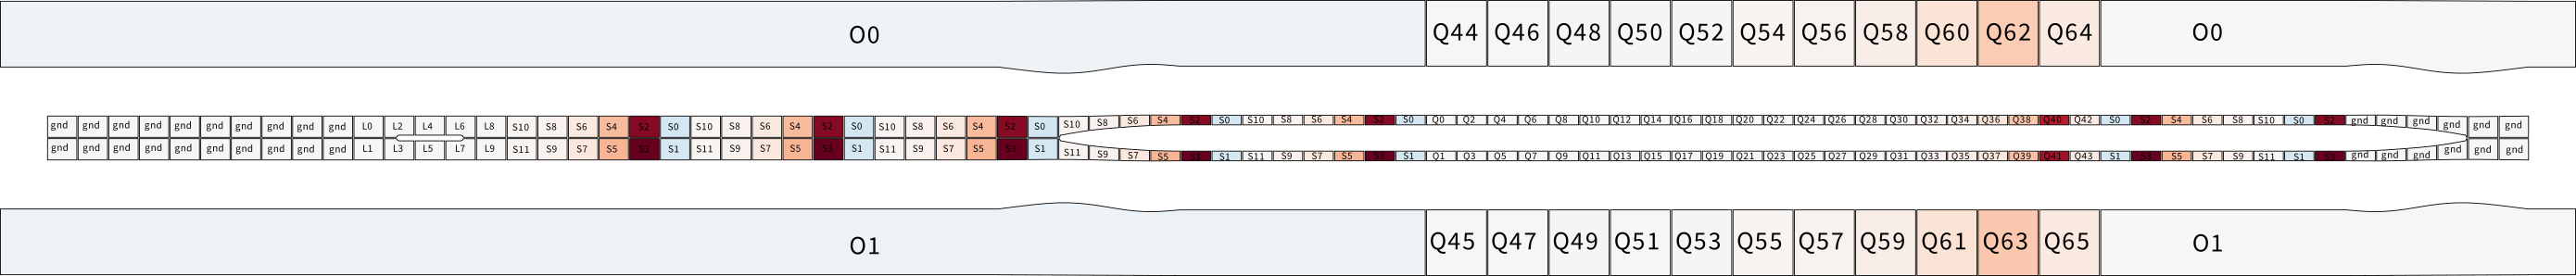 O0 Q44 Q46 Q48 Q50 Q52 Q54 Q56 Q58 Q60 Q62 Q64 O0
gnd gnd gnd gnd gnd gnd gnd gnd gnd gnd L0 L2 L4 L6 L8 S10 S8 S6 S4 S2 S0 S10 S8 S6 S4 S2 S0 S10 S8 S6 S4 S2 S0 S10 S8 S6 S4 S2 S0 S10 S8 S6 S4 S2 S0 Q0 Q2 Q4 Q6 Q8 Q10 Q12 Q14 Q16 Q18 Q20 Q22 Q24 Q26 Q28 Q30 Q32 Q34 Q36 Q38 Q40 Q42 S0 S2 S4 S6 S8 S10 S0 S2 gnd gnd gnd gnd gnd gnd
gnd gnd gnd gnd gnd gnd gnd gnd gnd gnd L1 L3 L5 L7 L9 S11 S9 S7 S5 S3 S1 S11 S9 S7 S5 S3 S1 S11 S9 S7 S5 S3 S1 S11 S9 S7 S5 S3 S1 S11 S9 S7 S5 S3 S1 Q1 Q3 Q5 Q7 Q9 Q11 Q13 Q15 Q17 Q19 Q21 Q23 Q25 Q27 Q29 Q31 Q33 Q35 Q37 Q39 Q41 Q43 S1 S3 S5 S7 S9 S11 S1 S3 gnd gnd gnd gnd gnd gnd
O1 Q45 Q47 Q49 Q51 Q53 Q55 Q57 Q59 Q61 Q63 Q65 O1